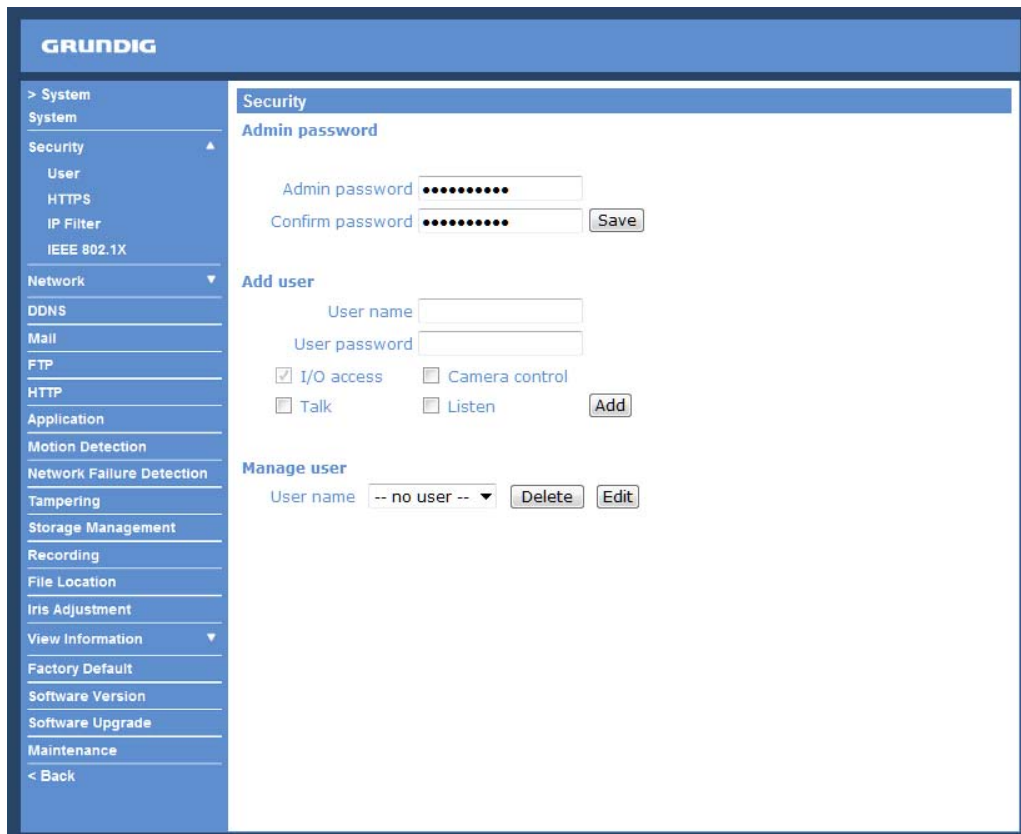 GRUNDIG
> System
System
Security
User
HTTPS
IP Filter
IEEE 802.1X
Network
DDNS
Mail
FTP
HTTP
Application
Motion Detection
Network Failure Detection
Tampering
Storage Management
Recording
File Location
Iris Adjustment
View Information
Factory Default
Software Version
Software Upgrade
Maintenance
< Back
Security
Admin password
Admin password ••••••••••
Confirm password •••••••••• Save
Add user
User name
User password
I/O access Camera control
Talk Listen Add
Manage user
User name -- no user -- Delete Edit